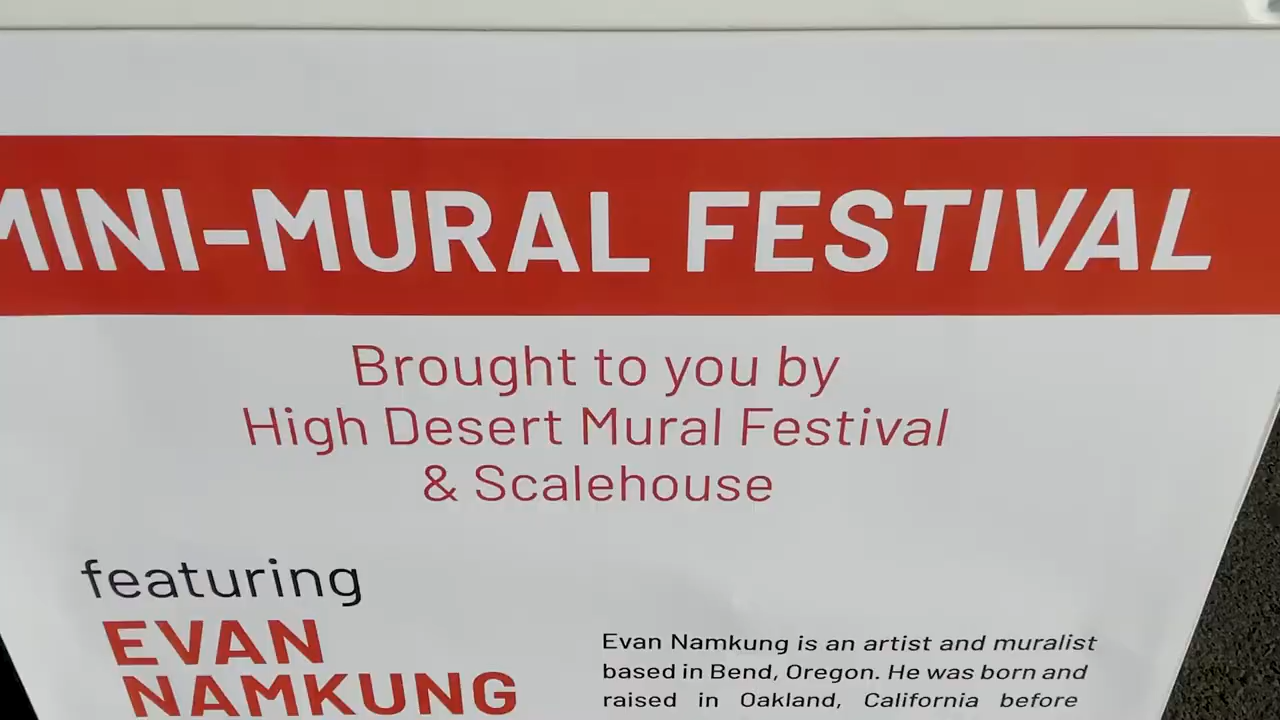 MINI-MURAL FESTIVAL
Brought to you by
High Desert Mural Festival
& Scalehouse
featuring
EVAN
NAMKUNG
Evan Namkung is an artist and muralist
based in Bend, Oregon. He was born and
raised in Oakland, California before